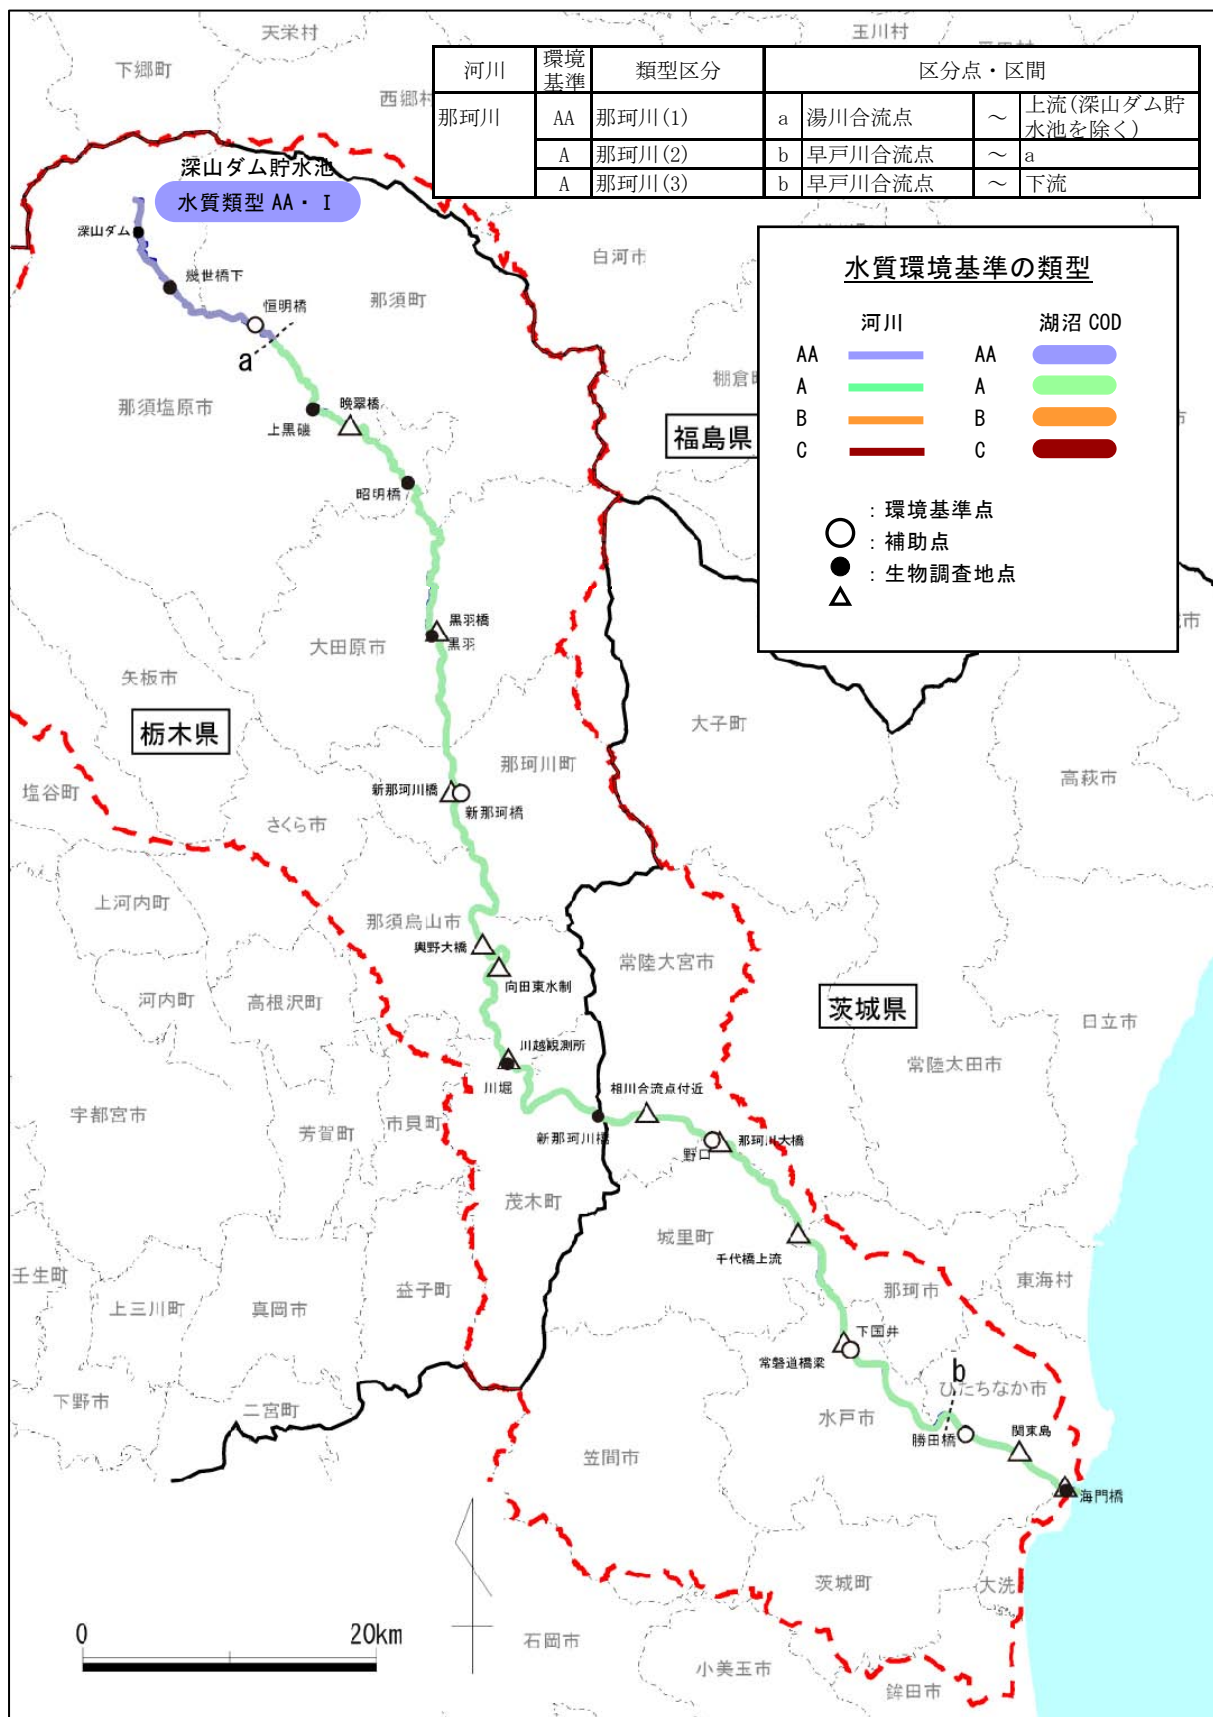 天栄村
玉川村
下郷町
西郷村
河川
環境
基準
類型区分
区分点・区間
那珂川
AA
那珂川(1)
a
湯川合流点
～
上流(深山ダム貯
水池を除く)
A
那珂川(2)
b
早戸川合流点
～
a
A
那珂川(3)
b
早戸川合流点
～
下流
深山ダム貯水池
水質類型 AA・I
深山ダム
幾世橋下
恒明橋
a
那須町
白河市
那須塩原市
上黒磯
晩翠橋
昭明橋
棚倉町
福島県
水質環境基準の類型
河川
湖沼 COD
AA
AA
A
A
B
B
C
C
：環境基準点
：補助点
：生物調査地点
黒羽橋
黒羽
大田原市
矢板市
栃木県
塩谷町
大子町
高萩市
那珂川町
新那珂川橋
新那珂橋
さくら市
上河内町
那須烏山市
興野大橋
向田東水制
常陸大宮市
河内町
高根沢町
茨城県
日立市
常陸太田市
川越観測所
川堀
相川合流点付近
宇都宮市
芳賀町
市貝町
新那珂川橋
野口
那珂川大橋
茂木町
城里町
千代橋上流
壬生町
上三川町
真岡市
益子町
那珂市
東海村
下国井
常磐道橋梁
b
ひたちなか市
下野市
二宮町
水戸市
勝田橋
関東島
笠間市
海門橋
茨城町
大洗
0
20km
石岡市
小美玉市
鉾田市